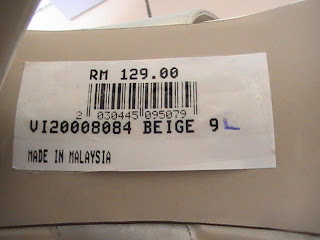 RM 129.00
2 030445 095079
VI20008084 BEIGE 9 L
MADE IN MALAYSIA